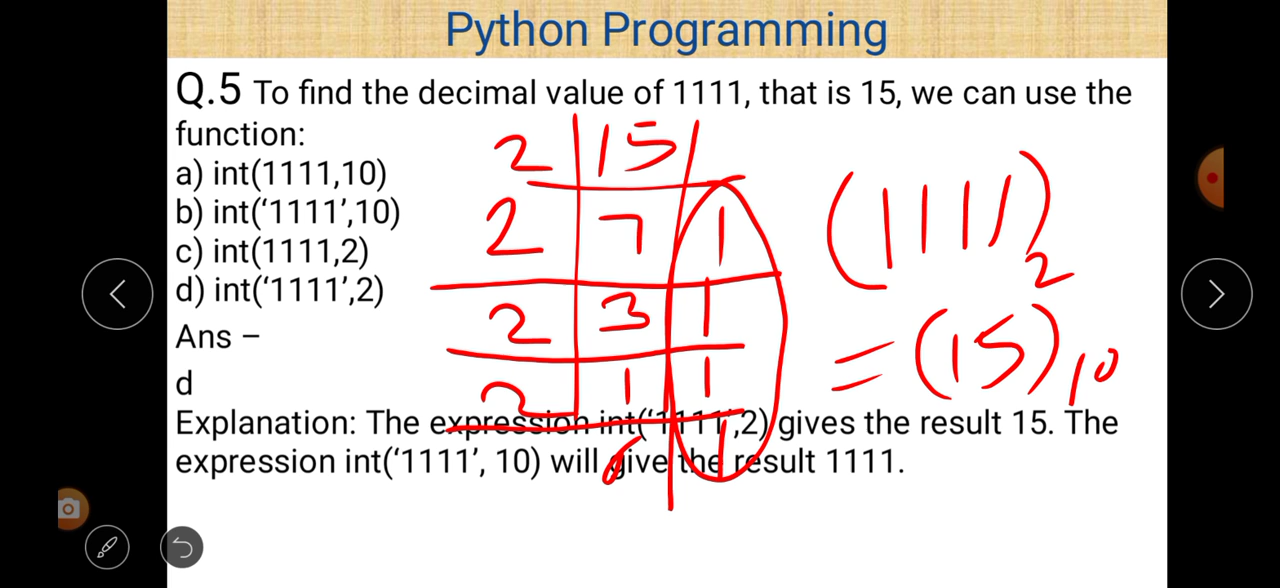 Python Programming
Q.5 To find the decimal value of 1111, that is 15, we can use the
function:
a) int(1111,10)
b) int(‘1111’,10)
c) int(1111,2)
d) int(‘1111’,2)
Ans –
d
Explanation: The expression int(‘1111’,2) gives the result 15. The
expression int(‘1111’, 10) will give the result 1111.
2 15
2 7 1
2 3 1
2 1 1
0 1
(1111)2
= (15)10